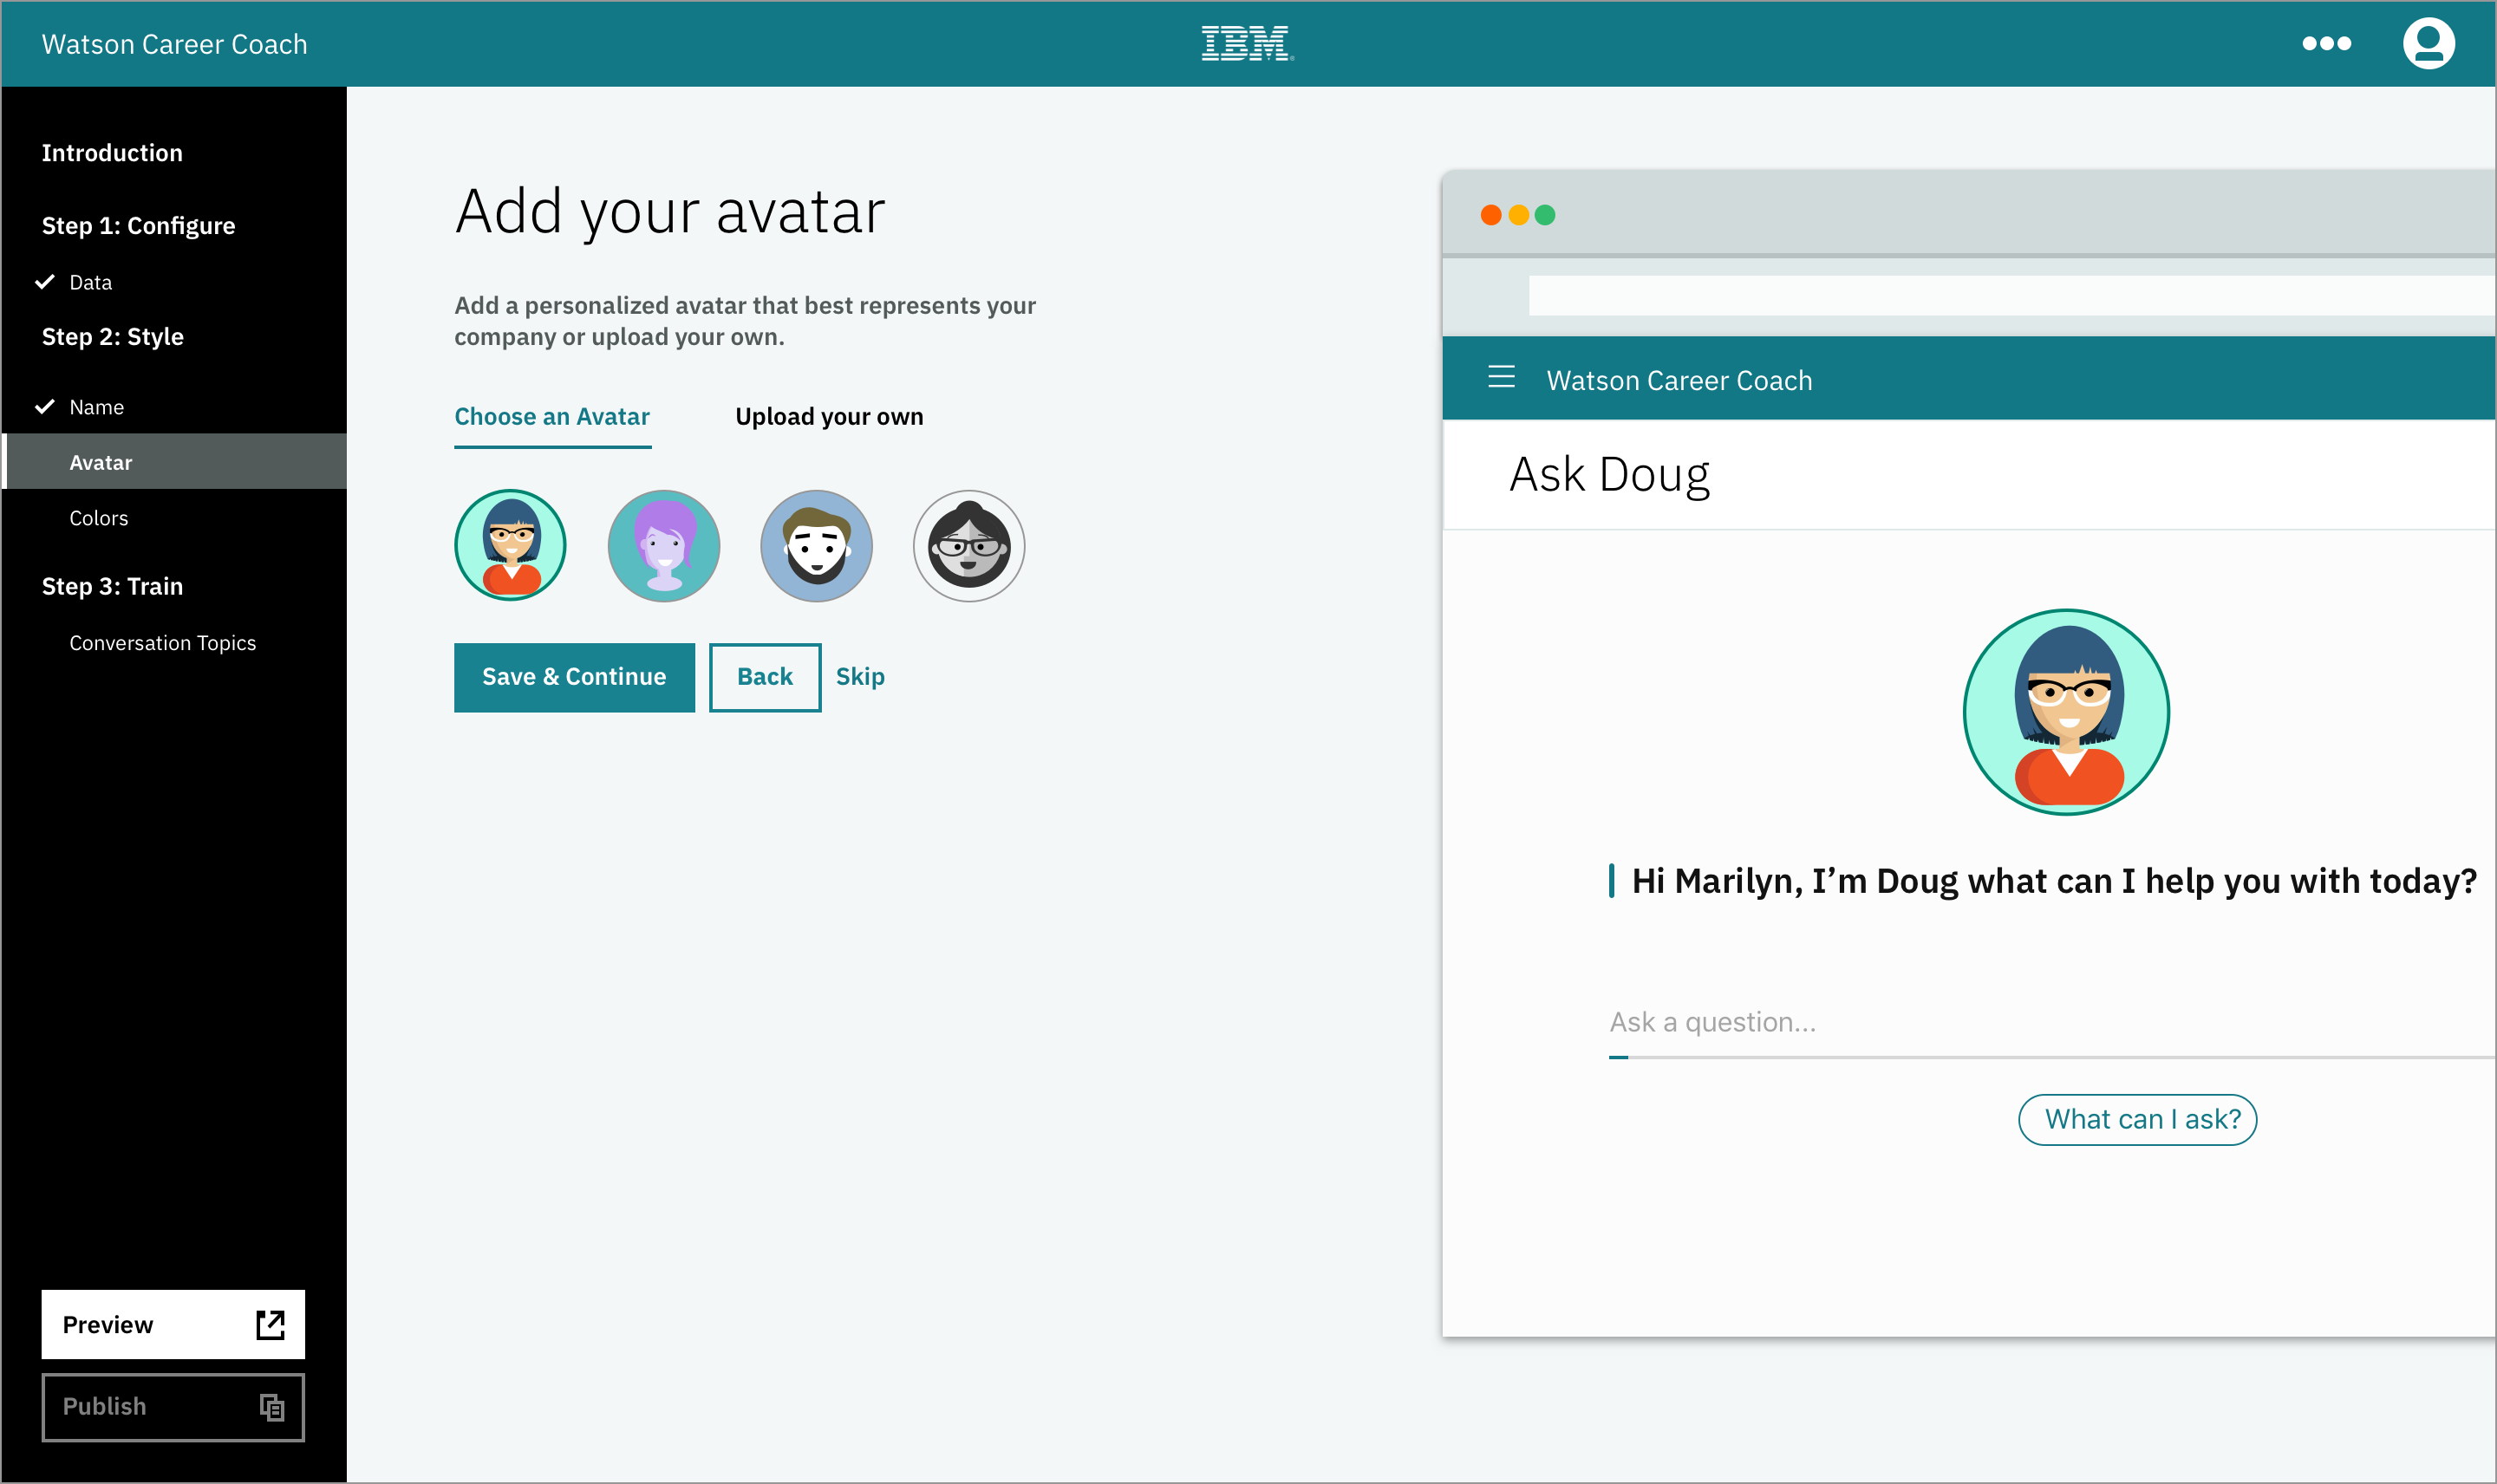 Watson Career Coach
IBM
Introduction
Step 1: Configure
Data
Step 2: Style
Name
Avatar
Colors
Step 3: Train
Conversation Topics
Preview
Publish
Add your avatar
Add a personalized avatar that best represents your
company or upload your own.
Choose an Avatar
Upload your own
Save & Continue
Back
Skip
Watson Career Coach
Ask Doug
Hi Marilyn, I’m Doug what can I help you with today?
Ask a question...
What can I ask?